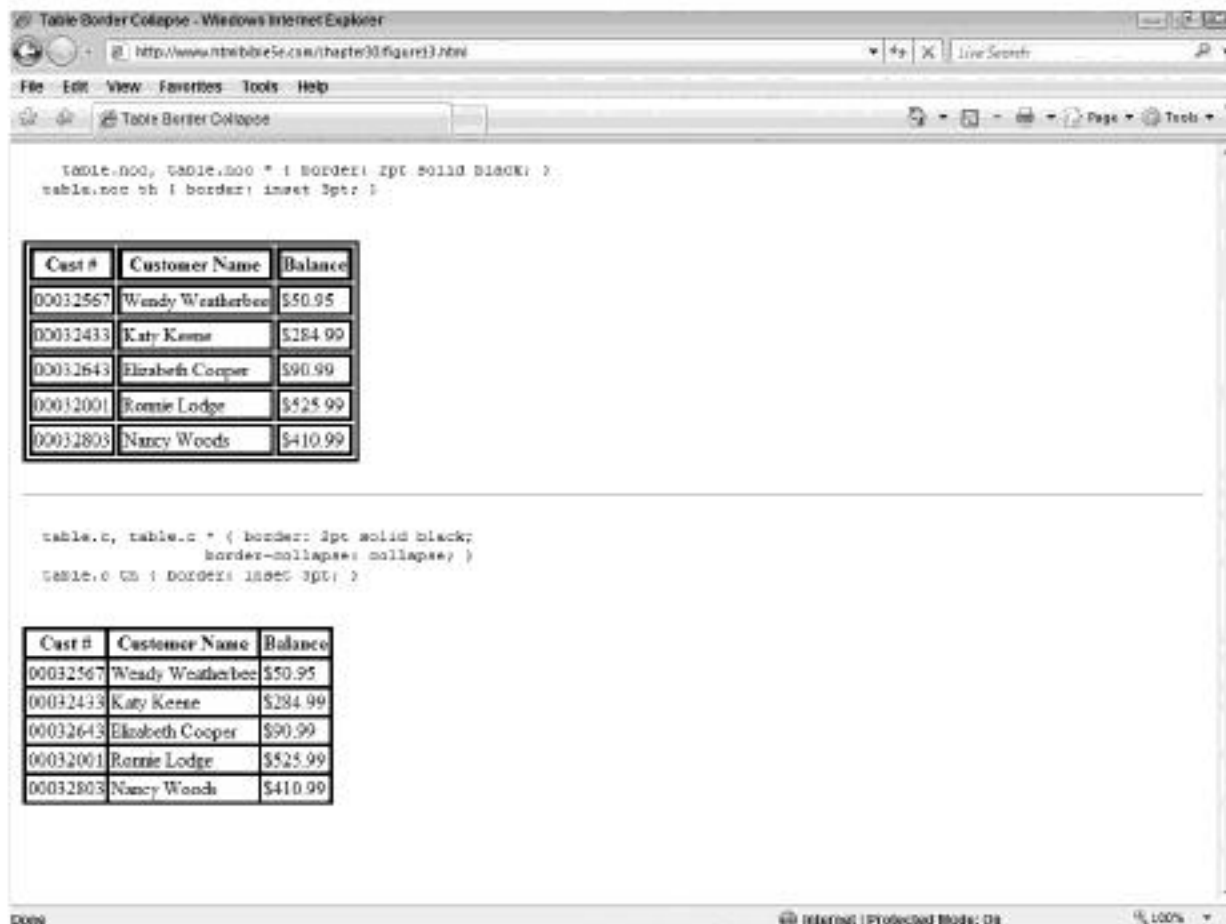 Table Border Collapse - Windows Internet Explorer
http://www.htmlbible5e.com/chapter30/figure13.html
Live Search
File Edit View Favorites Tools Help
Table Border Collapse
Page Tools
table.noc, table.noc * { border: 2pt solid black; }
table.noc th { border: inset 3pt; }
Cust # Customer Name Balance
00032567 Wendy Weatherbee $50.95
00032433 Katy Keene $284.99
00032643 Elizabeth Cooper $90.99
00032001 Ronnie Lodge $525.99
00032803 Nancy Woods $410.99
table.c, table.c * { border: 2pt solid black;
border-collapse: collapse; }
table.c th { border: inset 3pt; }
Cust # Customer Name Balance
00032567 Wendy Weatherbee $50.95
00032433 Katy Keene $284.99
00032643 Elizabeth Cooper $90.99
00032001 Ronnie Lodge $525.99
00032803 Nancy Woods $410.99
Done Internet | Protected Mode: On 100%